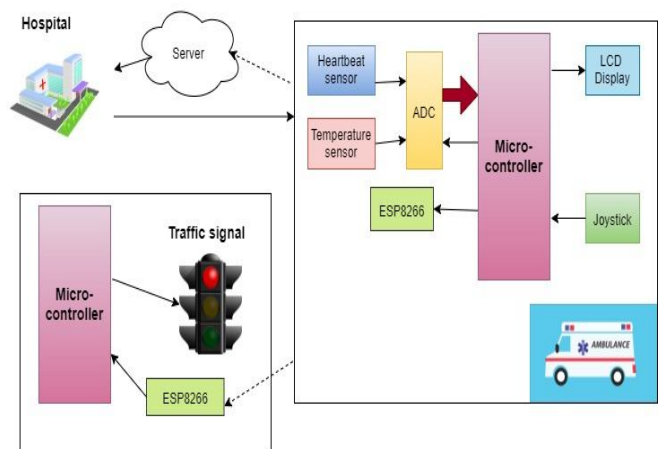 Hospital
Server
Heartbeat
sensor
Temperature
sensor
ADC
Micro-
controller
LCD
Display
ESP8266
Joystick
AMBULANCE
Micro-
controller
Traffic signal
ESP8266